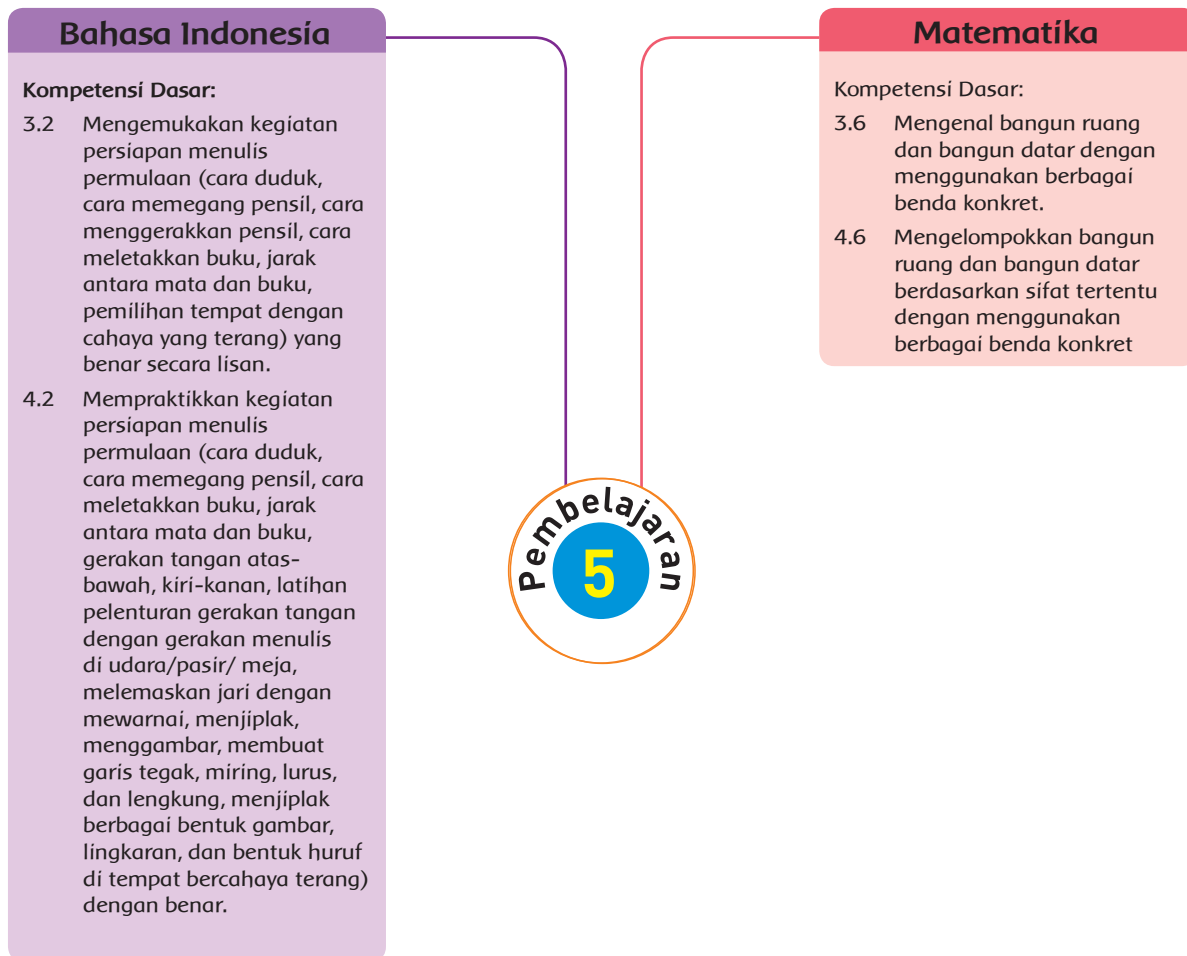 Bahasa Indonesia
Kompetensi Dasar:
3.2 Mengemukakan kegiatan
persiapan menulis
permulaan (cara duduk,
cara memegang pensil, cara
menggerakkan pensil, cara
meletakkan buku, jarak
antara mata dan buku,
pemilihan tempat dengan
cahaya yang terang) yang
benar secara lisan.
4.2 Mempraktikkan kegiatan
persiapan menulis
permulaan (cara duduk,
cara memegang pensil, cara
meletakkan buku, jarak
antara mata dan buku,
gerakan tangan atas-
bawah, kiri-kanan, latihan
pelenturan gerakan tangan
dengan gerakan menulis
di udara/pasir/ meja,
melemaskan jari dengan
mewarnai, menjiplak,
menggambar, membuat
garis tegak, miring, lurus,
dan lengkung, menjiplak
berbagai bentuk gambar,
lingkaran, dan bentuk huruf
di tempat bercahaya terang)
dengan benar.
Matematika
Kompetensi Dasar:
3.6 Mengenal bangun ruang
dan bangun datar dengan
menggunakan berbagai
benda konkret.
4.6 Mengelompokkan bangun
ruang dan bangun datar
berdasarkan sifat tertentu
dengan menggunakan
berbagai benda konkret
Pembelajaran
5